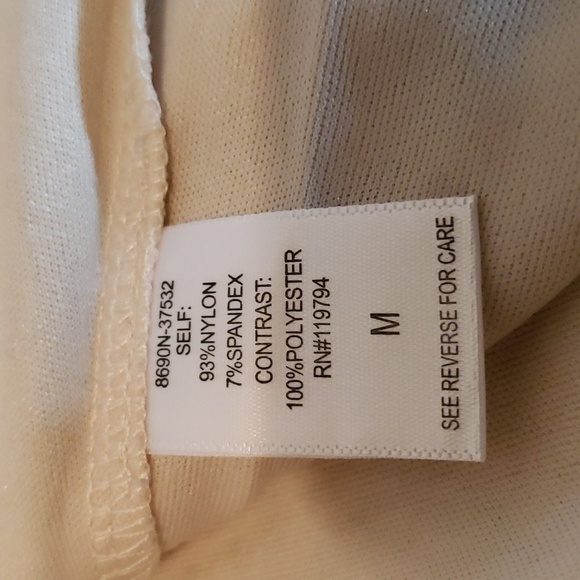 8690N-37532
SELF:
93%NYLON
7%SPANDEX
CONTRAST:
100%POLYESTER
RN#119794
M
SEE REVERSE FOR CARE